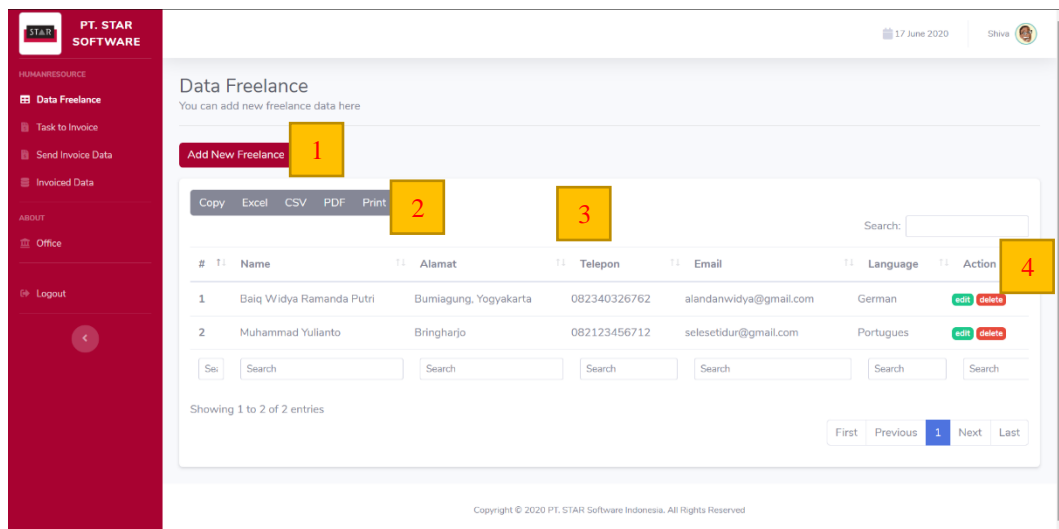 STAR
PT. STAR
SOFTWARE
17 June 2020
Shiva
HUMANRESOURCE
Data Freelance
Task to Invoice
Send Invoice Data
Invoiced Data
ABOUT
Office
Logout
Data Freelance
You can add new freelance data here
Add New Freelance
1
Copy Excel CSV PDF Print
2
3
Search:
4
# Name Alamat Telepon Email Language Action
1 Baiq Widya Ramanda Putri Bumiagung, Yogyakarta 082340326762 alandanwidya@gmail.com German edit delete
2 Muhammad Yulianto Bringharjo 082123456712 selesetidur@gmail.com Portugues edit delete
Sea Search Search Search Search Search Search
Showing 1 to 2 of 2 entries
First Previous 1 Next Last
Copyright © 2020 PT. STAR Software Indonesia. All Rights Reserved